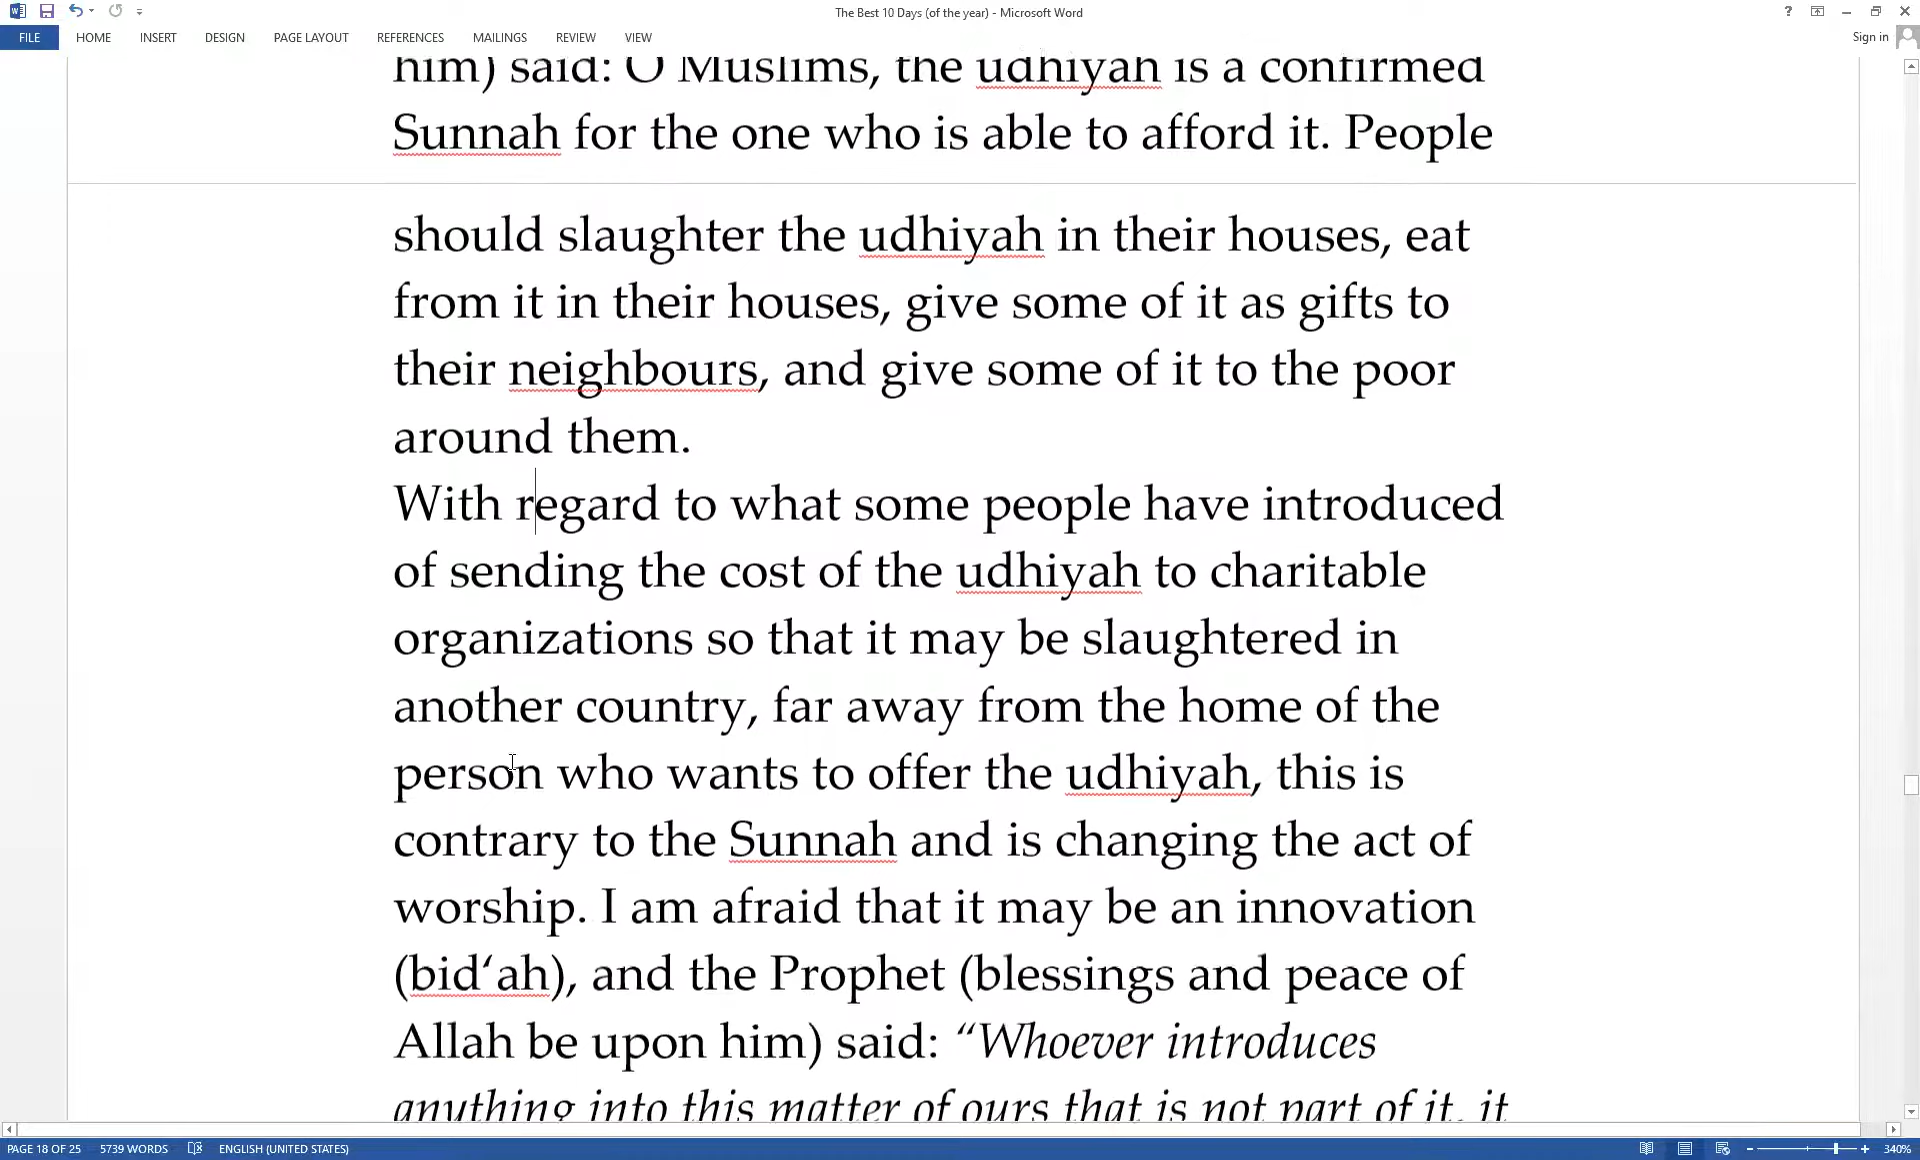 The Best 10 Days (of the year) - Microsoft Word
?
FILE HOME INSERT DESIGN PAGE LAYOUT REFERENCES MAILINGS REVIEW VIEW Sign in
him) said: O Muslims, the udhiyah is a confirmed
Sunnah for the one who is able to afford it. People
should slaughter the udhiyah in their houses, eat
from it in their houses, give some of it as gifts to
their neighbours, and give some of it to the poor
around them.
With regard to what some people have introduced
of sending the cost of the udhiyah to charitable
organizations so that it may be slaughtered in
another country, far away from the home of the
person who wants to offer the udhiyah, this is
contrary to the Sunnah and is changing the act of
worship. I am afraid that it may be an innovation
(bid‘ah), and the Prophet (blessings and peace of
Allah be upon him) said: “Whoever introduces
anything into this matter of ours that is not part of it, it
PAGE 18 OF 25 5739 WORDS ENGLISH (UNITED STATES) 340%